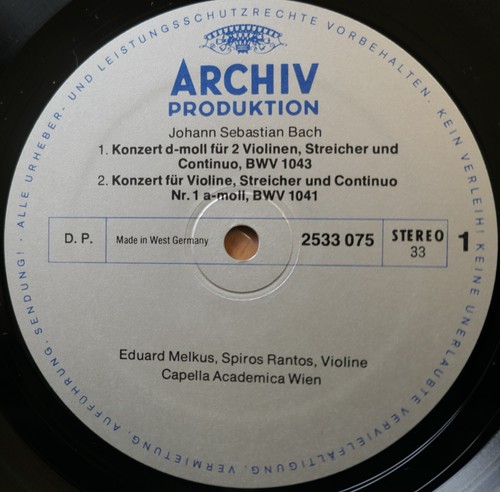 ALLE URHEBER- UND LEISTUNGSSCHUTZRECHTE VORBEHALTEN. KEIN VERLEIH! KEINE UNERLAUBTE VERVIELFÄLTIGUNG, VERMIETUNG, AUFFÜHRUNG, SENDUNG! ·
ARCHIV
PRODUKTION
Johann Sebastian Bach
1. Konzert d-moll für 2 Violinen, Streicher und
Continuo, BWV 1043
2. Konzert für Violine, Streicher und Continuo
Nr. 1 a-moll, BWV 1041
D. P. Made in West Germany 2533 075 STEREO 1
33
Eduard Melkus, Spiros Rantos, Violine
Capella Academica Wien